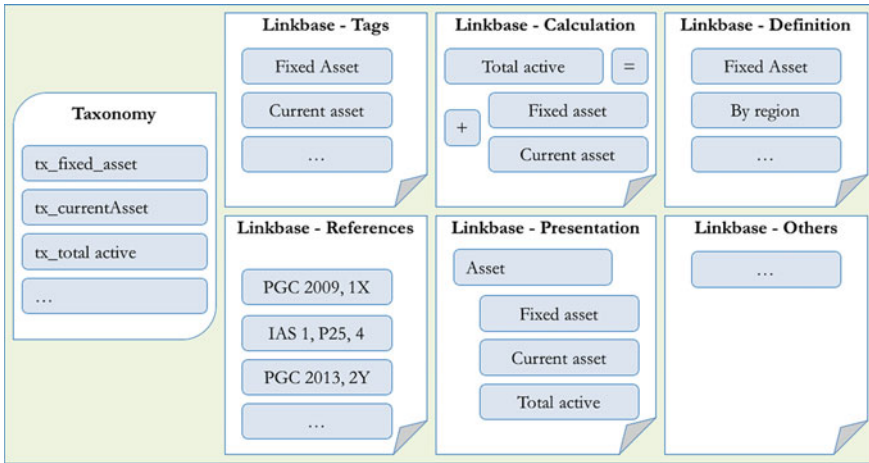 Taxonomy
tx_fixed_asset
tx_currentAsset
tx_total active
…
Linkbase - Tags
Fixed Asset
Current asset
…
Linkbase - Calculation
Total active =
+ Fixed asset
Current asset
Linkbase - Definition
Fixed Asset
By region
…
Linkbase - References
PGC 2009, 1X
IAS 1, P25, 4
PGC 2013, 2Y
…
Linkbase - Presentation
Asset
Fixed asset
Current asset
Total active
Linkbase - Others
…